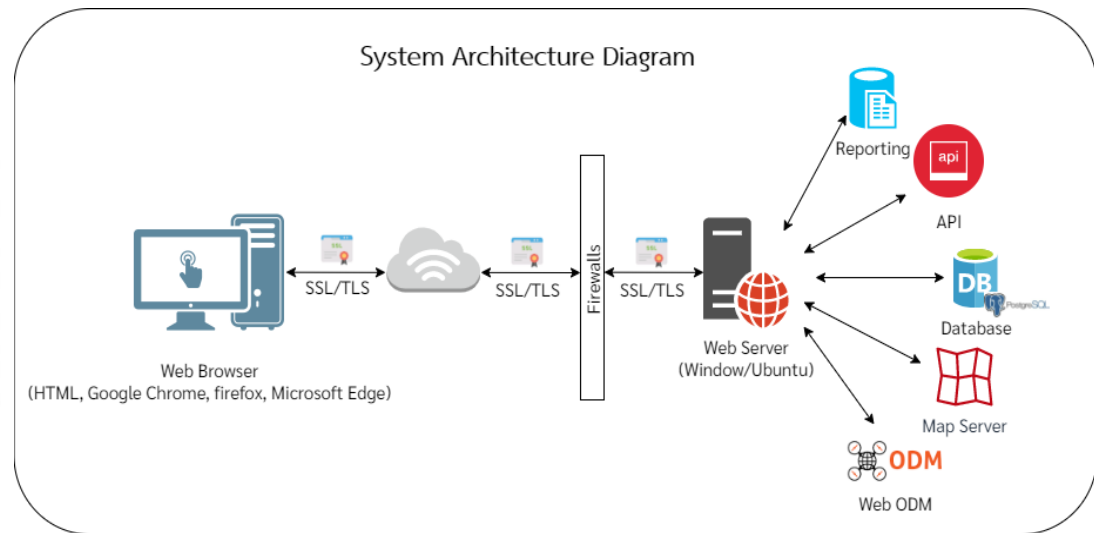 System Architecture Diagram
Reporting
api
API
SSL
SSL
SSL
SSL/TLS
SSL/TLS
Firewalls
SSL/TLS
DB
PostgreSQL
Database
Web Browser
(HTML, Google Chrome, firefox, Microsoft Edge)
Web Server
(Window/Ubuntu)
Map Server
ODM
Web ODM